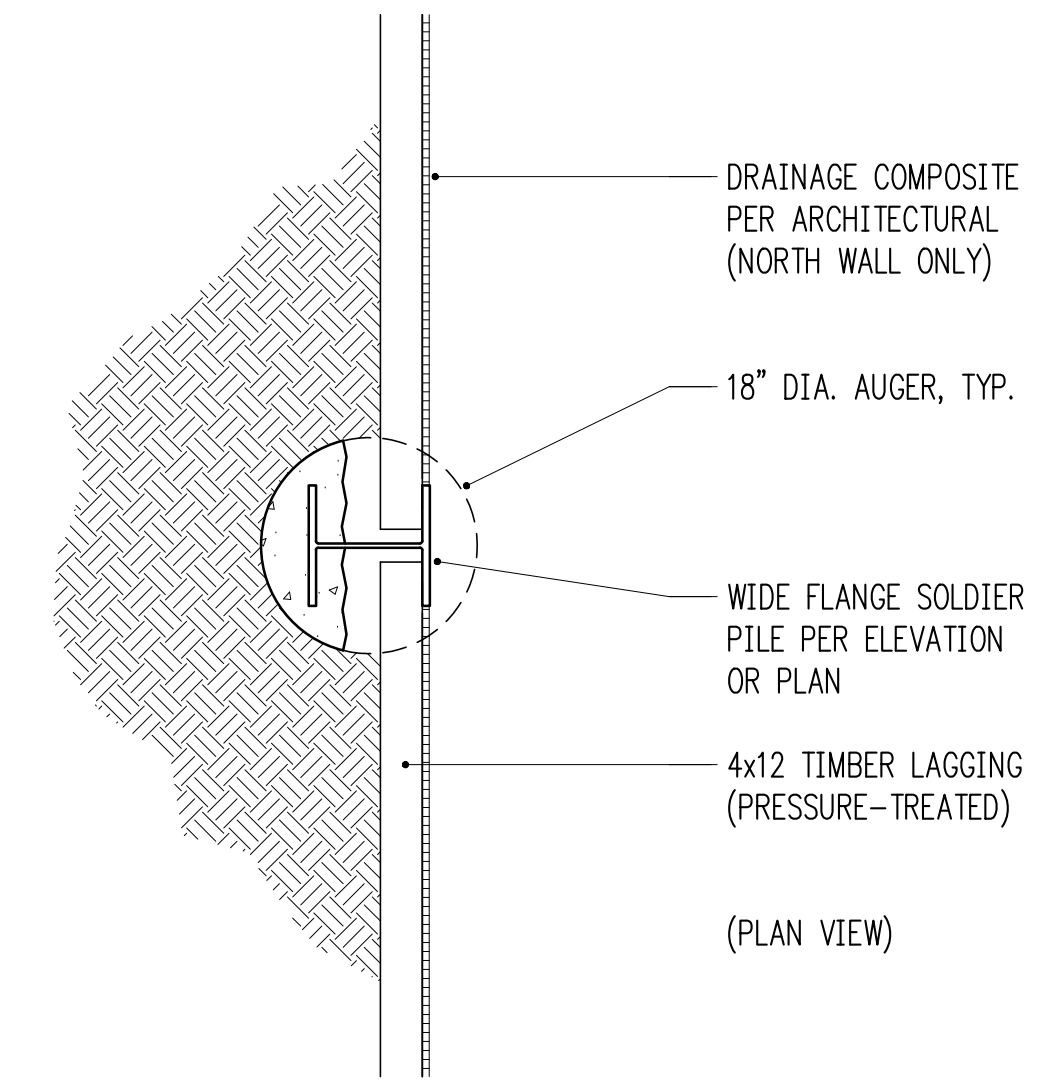 DRAINAGE COMPOSITE
PER ARCHITECTURAL
(NORTH WALL ONLY)
18" DIA. AUGER, TYP.
WIDE FLANGE SOLDIER
PILE PER ELEVATION
OR PLAN
4x12 TIMBER LAGGING
(PRESSURE-TREATED)
(PLAN VIEW)